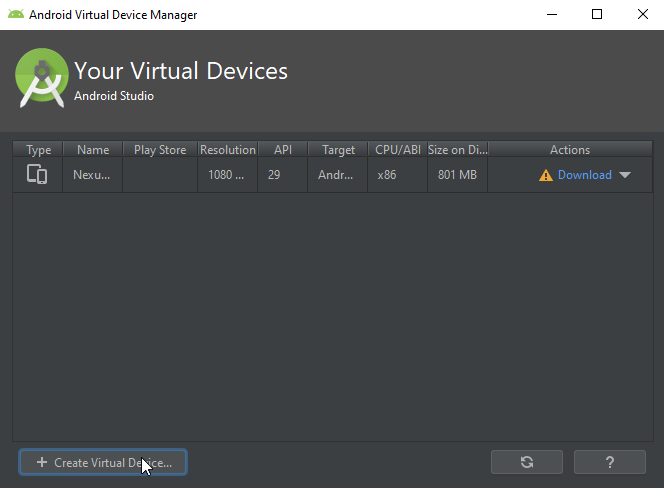 Android Virtual Device Manager
Your Virtual Devices
Android Studio
Type Name Play Store Resolution API Target CPU/ABI Size on Di... Actions
Nexu... 1080 ... 29 Andr... x86 801 MB Download
+ Create Virtual Device... ?